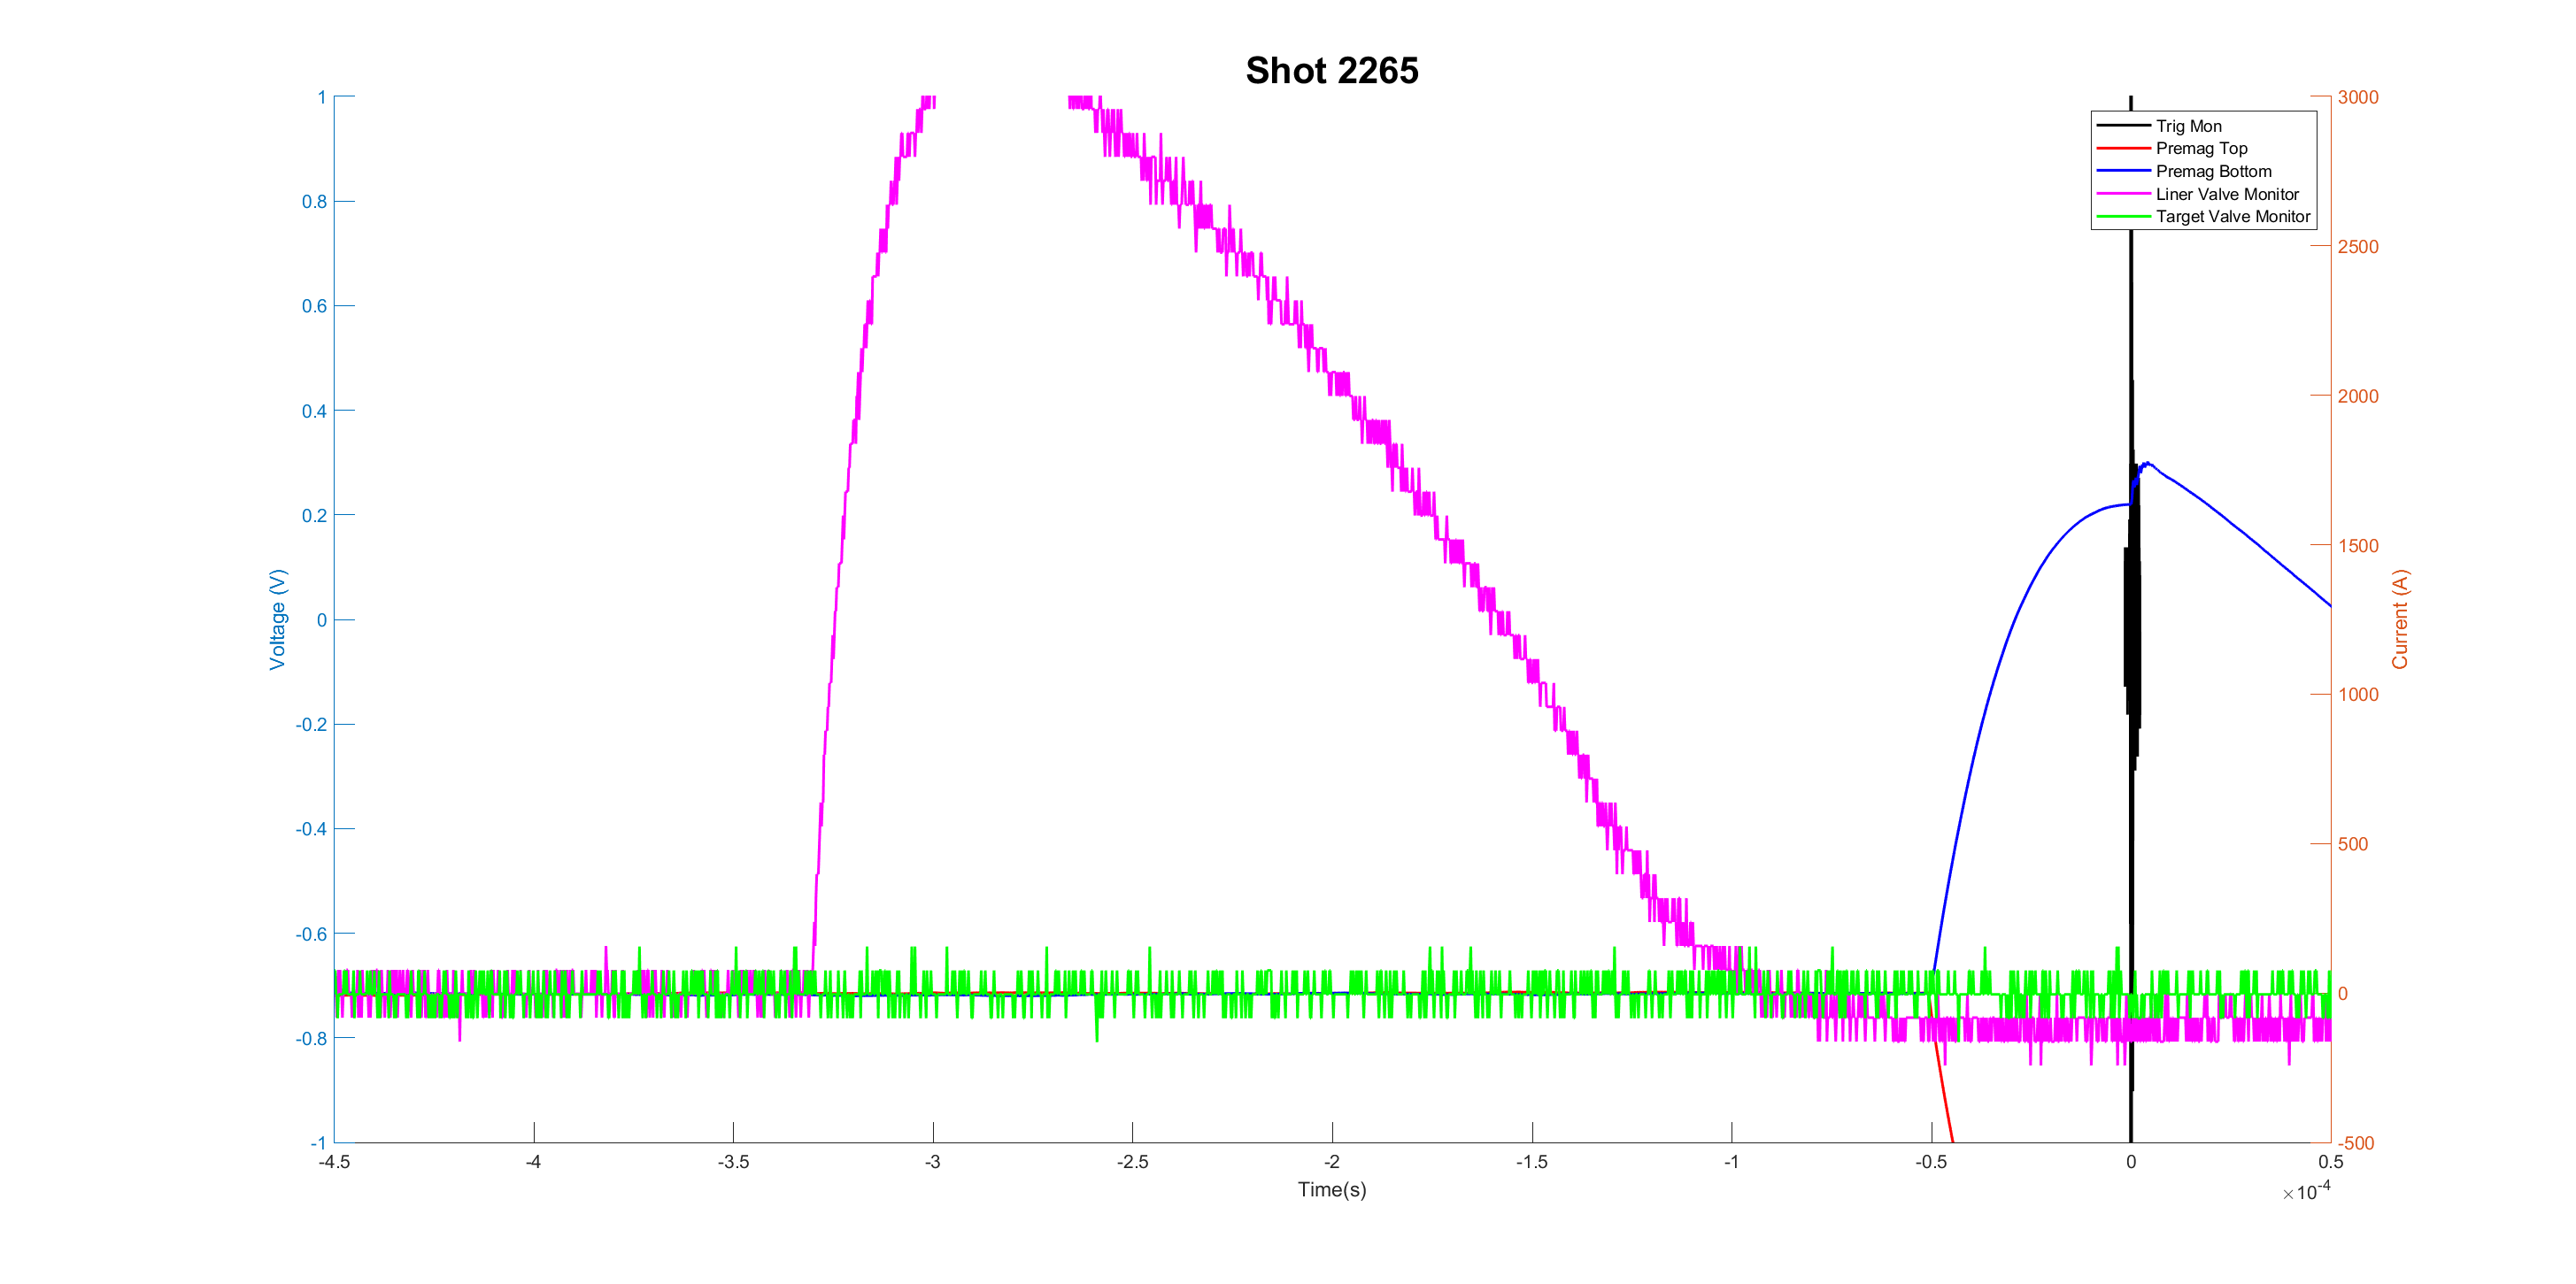 Shot 2265
1
0.8
0.6
0.4
0.2
0
-0.2
-0.4
-0.6
-0.8
-1
Voltage (V)
3000
2500
2000
1500
1000
500
0
-500
Current (A)
Trig Mon
Premag Top
Premag Bottom
Liner Valve Monitor
Target Valve Monitor
-4.5 -4 -3.5 -3 -2.5 -2 -1.5 -1 -0.5 0 0.5
Time(s)
×10-4